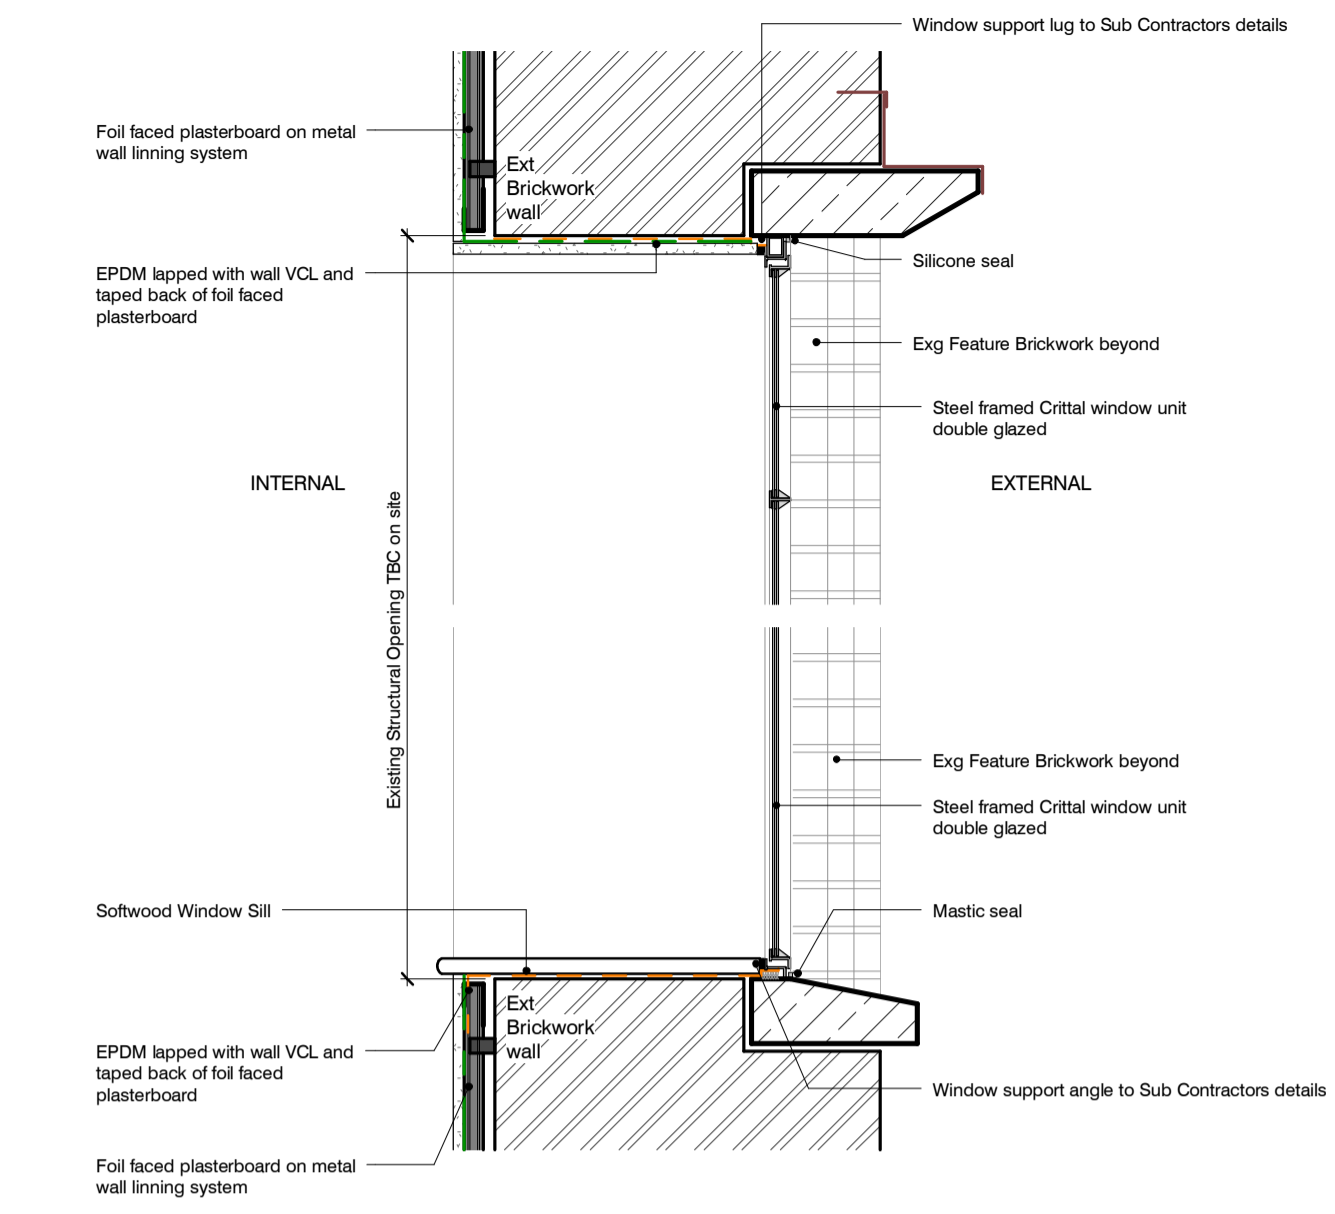 Window support lug to Sub Contractors details
Foil faced plasterboard on metal
wall linning system
Ext
Brickwork
wall
EPDM lapped with wall VCL and
taped back of foil faced
plasterboard
Silicone seal
Exg Feature Brickwork beyond
Steel framed Crittal window unit
double glazed
INTERNAL
EXTERNAL
Existing Structural Opening TBC on site
Exg Feature Brickwork beyond
Steel framed Crittal window unit
double glazed
Softwood Window Sill
Mastic seal
Ext
Brickwork
wall
EPDM lapped with wall VCL and
taped back of foil faced
plasterboard
Window support angle to Sub Contractors details
Foil faced plasterboard on metal
wall linning system